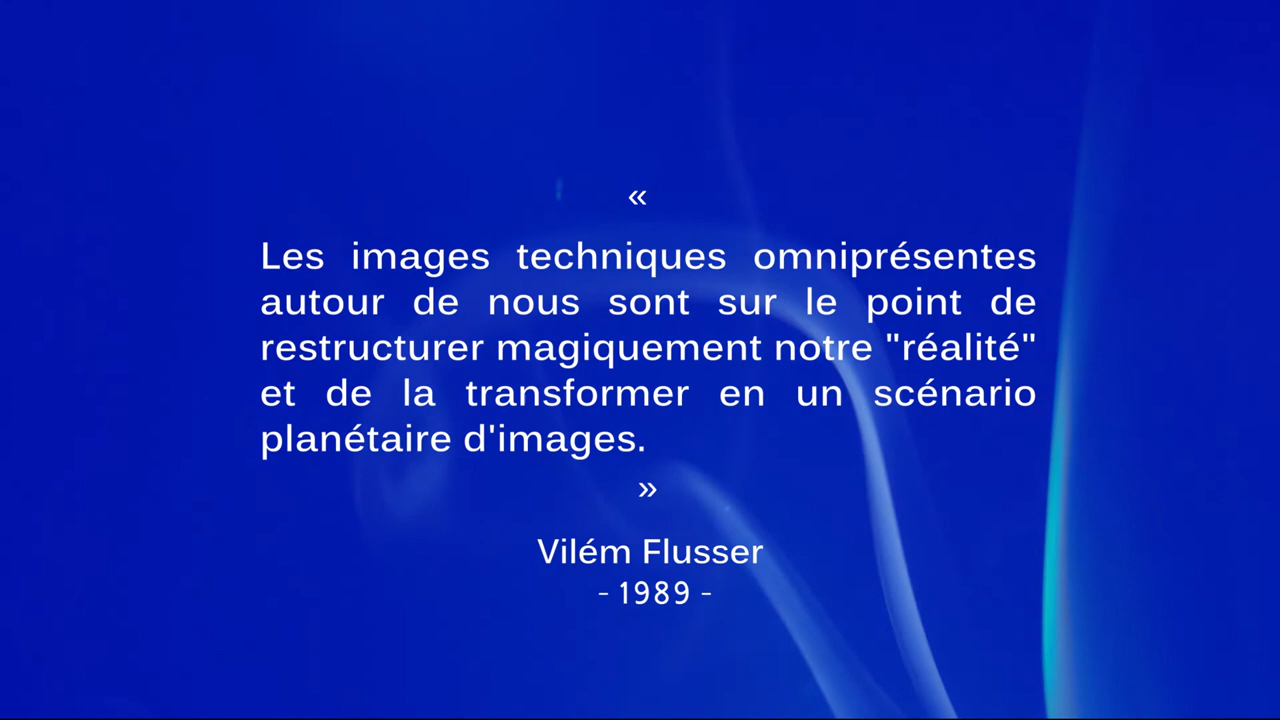 «
Les images techniques omniprésentes
autour de nous sont sur le point de
restructurer magiquement notre "réalité"
et de la transformer en un scénario
planétaire d'images.
»
Vilém Flusser
- 1989 -